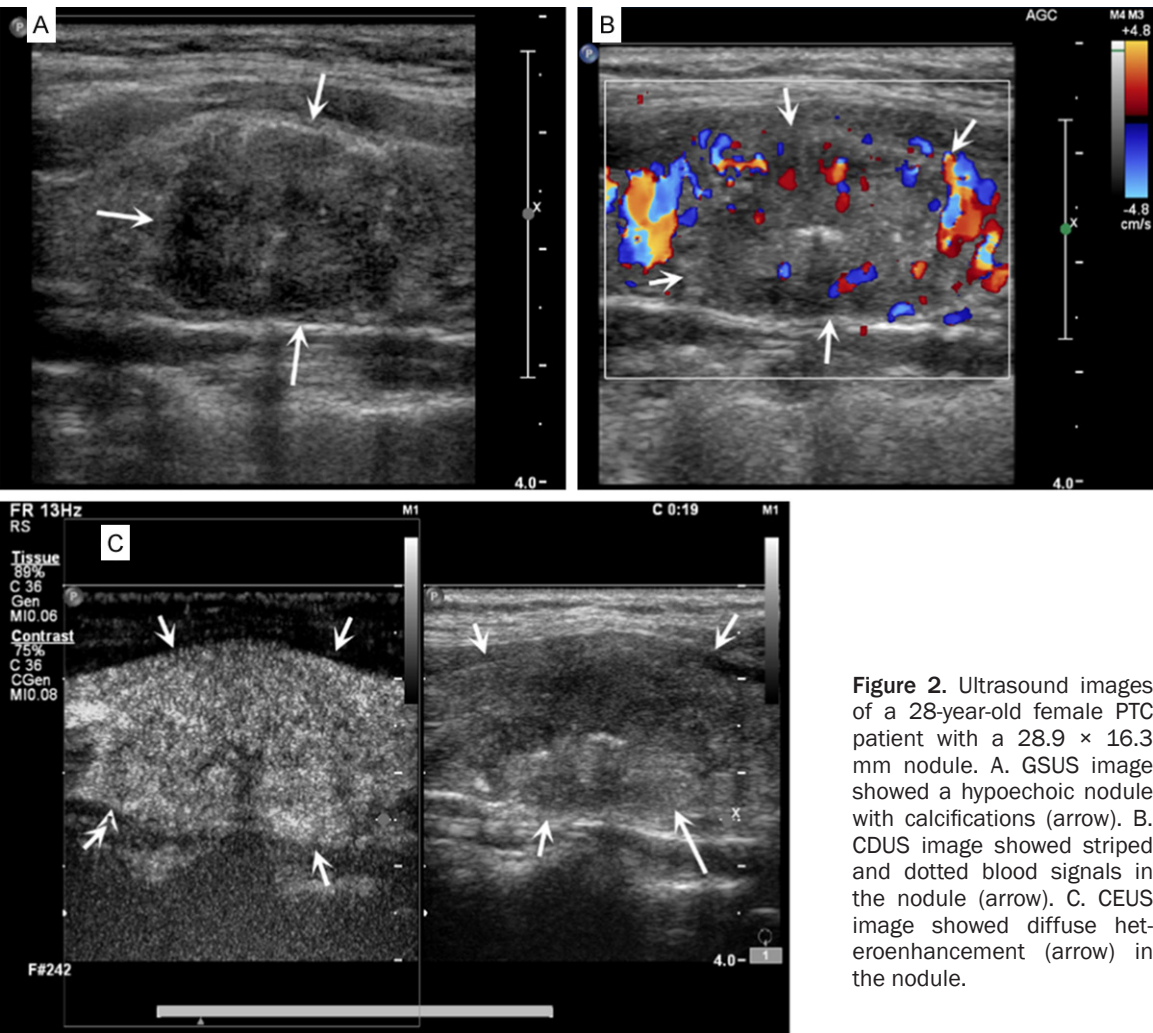 A
P
X
4.0
B
P
AGC
M4 M3
+4.8
-4.8
cm/s
X
4.0
FR 13Hz
RS
M1
C 0:19
M1
C
Tissue
89%
C 36
Gen
MI0.06
Contrast
75%
C 36
CGen
MI0.08
P
P
X
4.0
1
F#242
Figure 2. Ultrasound images
of a 28-year-old female PTC
patient with a 28.9 × 16.3
mm nodule. A. GSUS image
showed a hypoechoic nodule
with calcifications (arrow). B.
CDUS image showed striped
and dotted blood signals in
the nodule (arrow). C. CEUS
image showed diffuse het-
eroenhancement (arrow) in
the nodule.